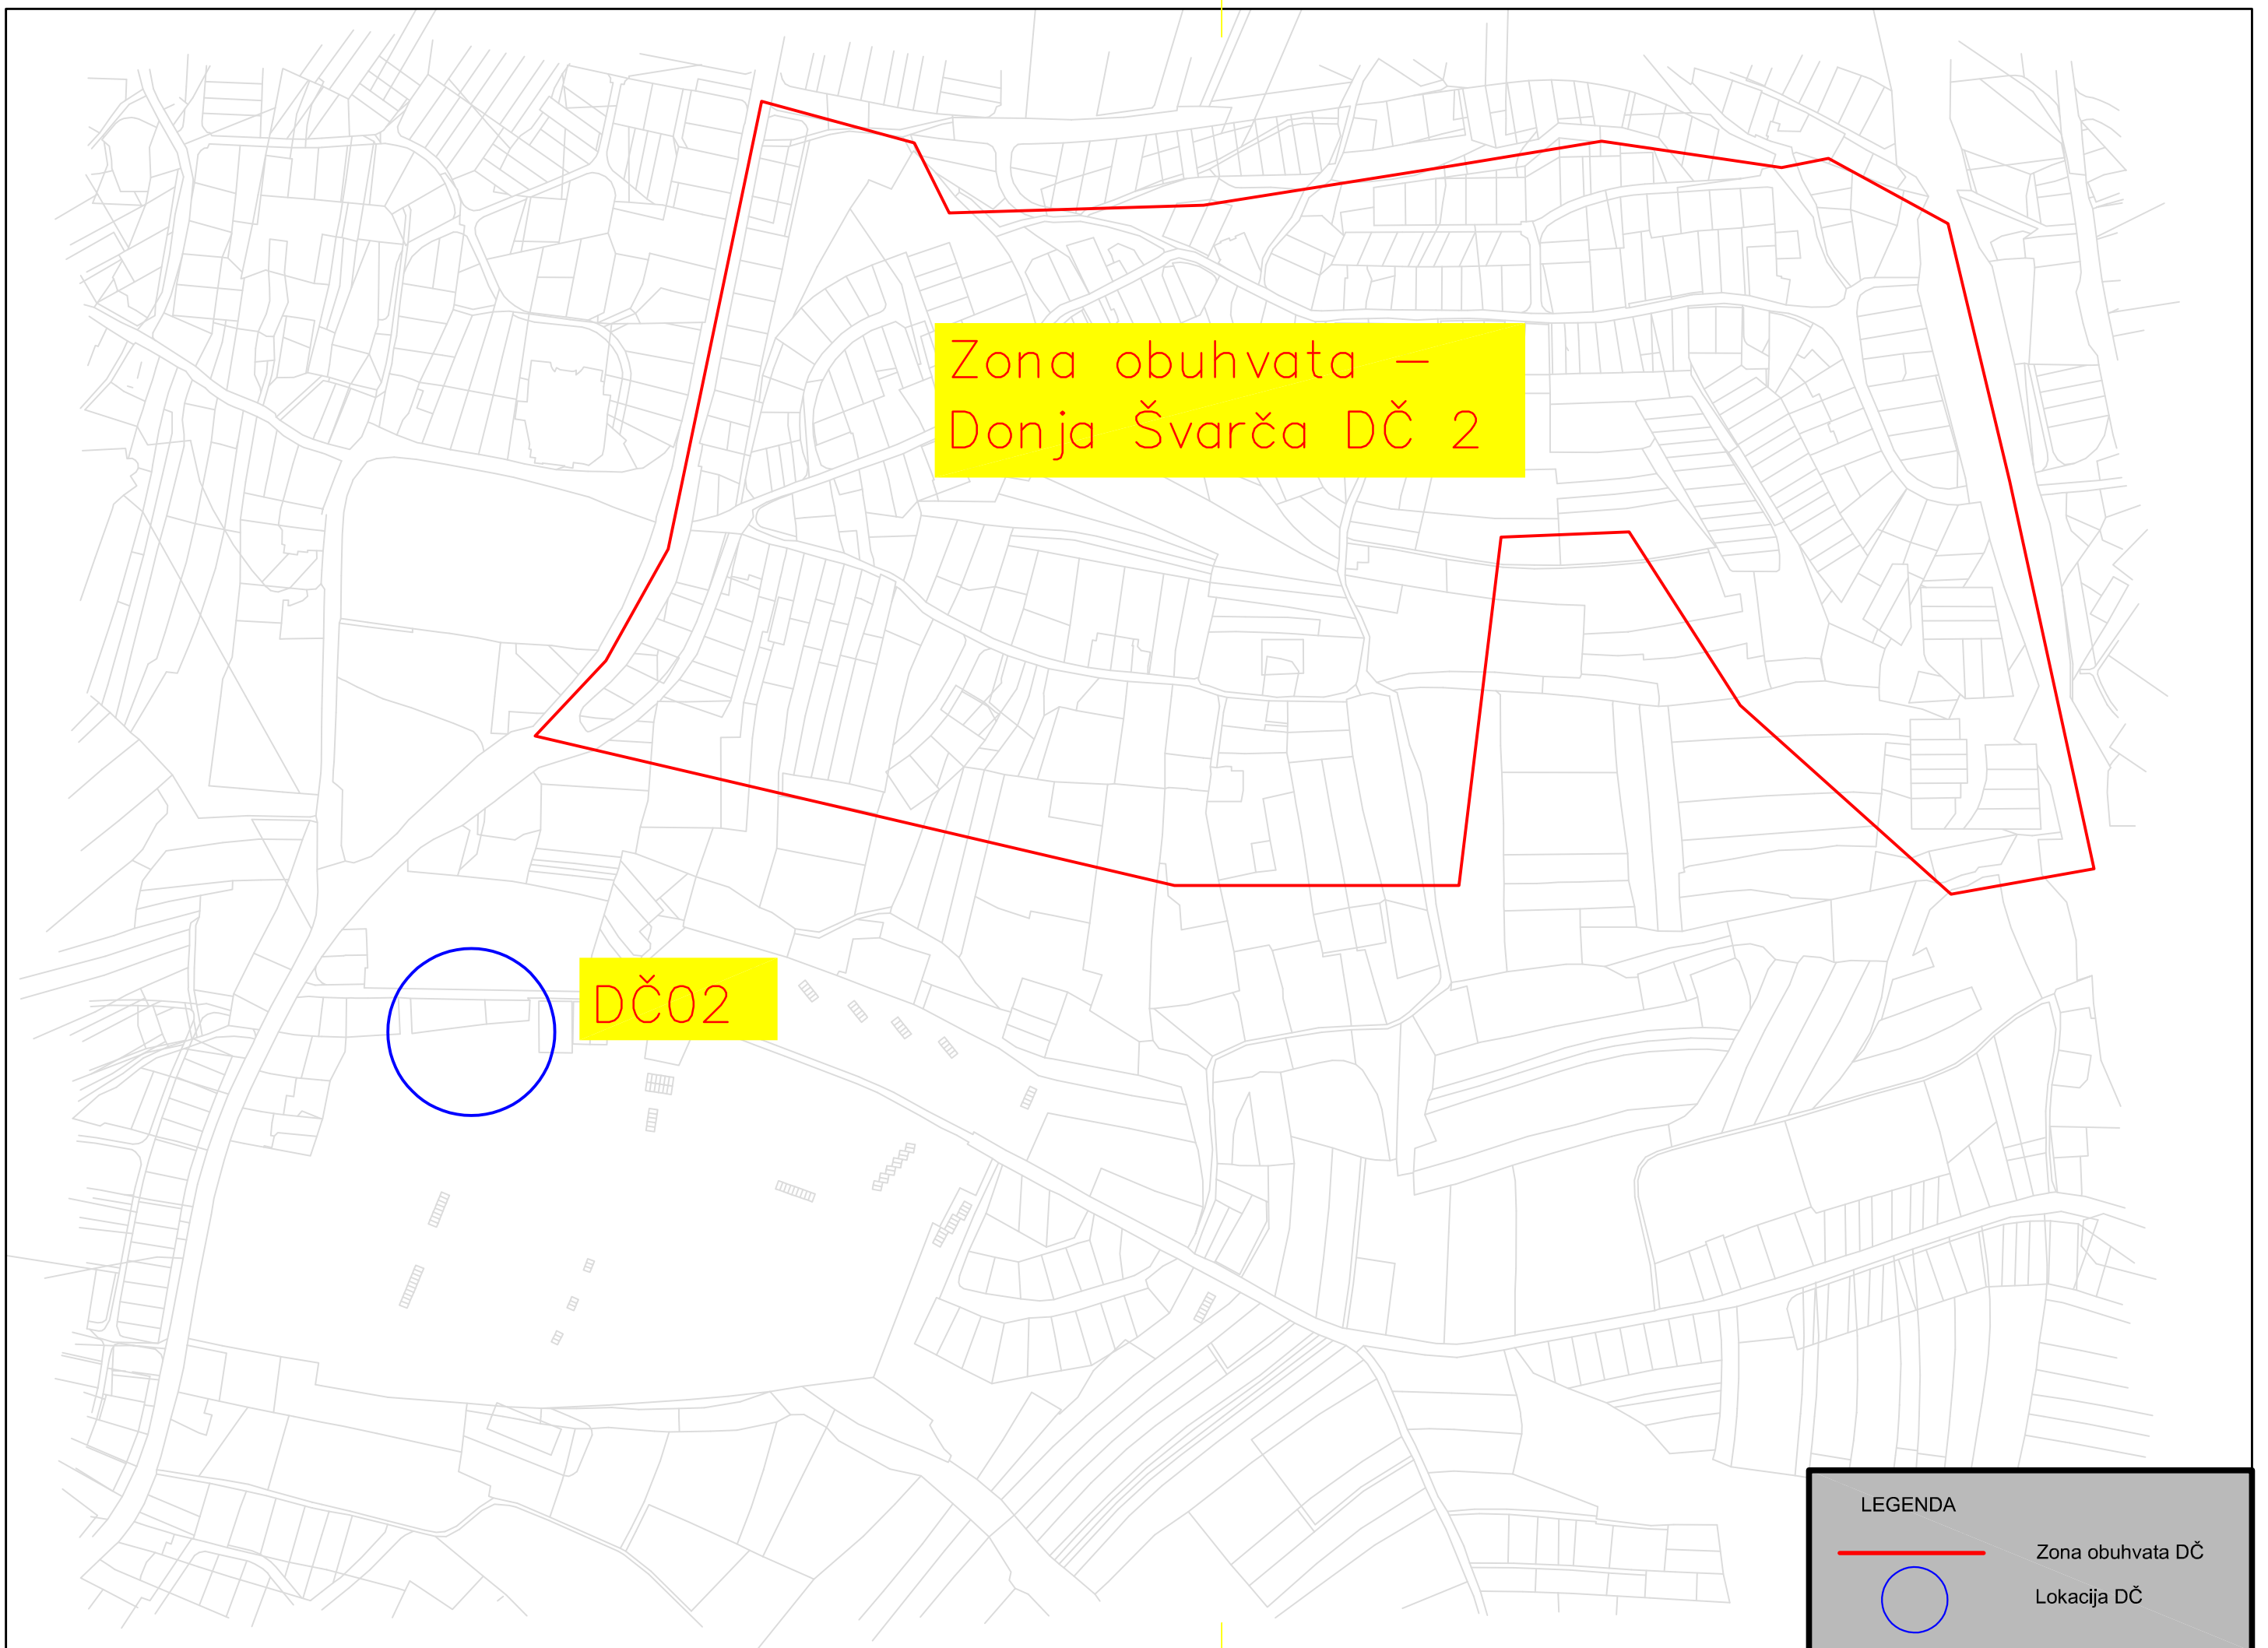 Zona obuhvata –
Donja Švarča DČ 2
DČ02
LEGENDA
Zona obuhvata DČ
Lokacija DČ